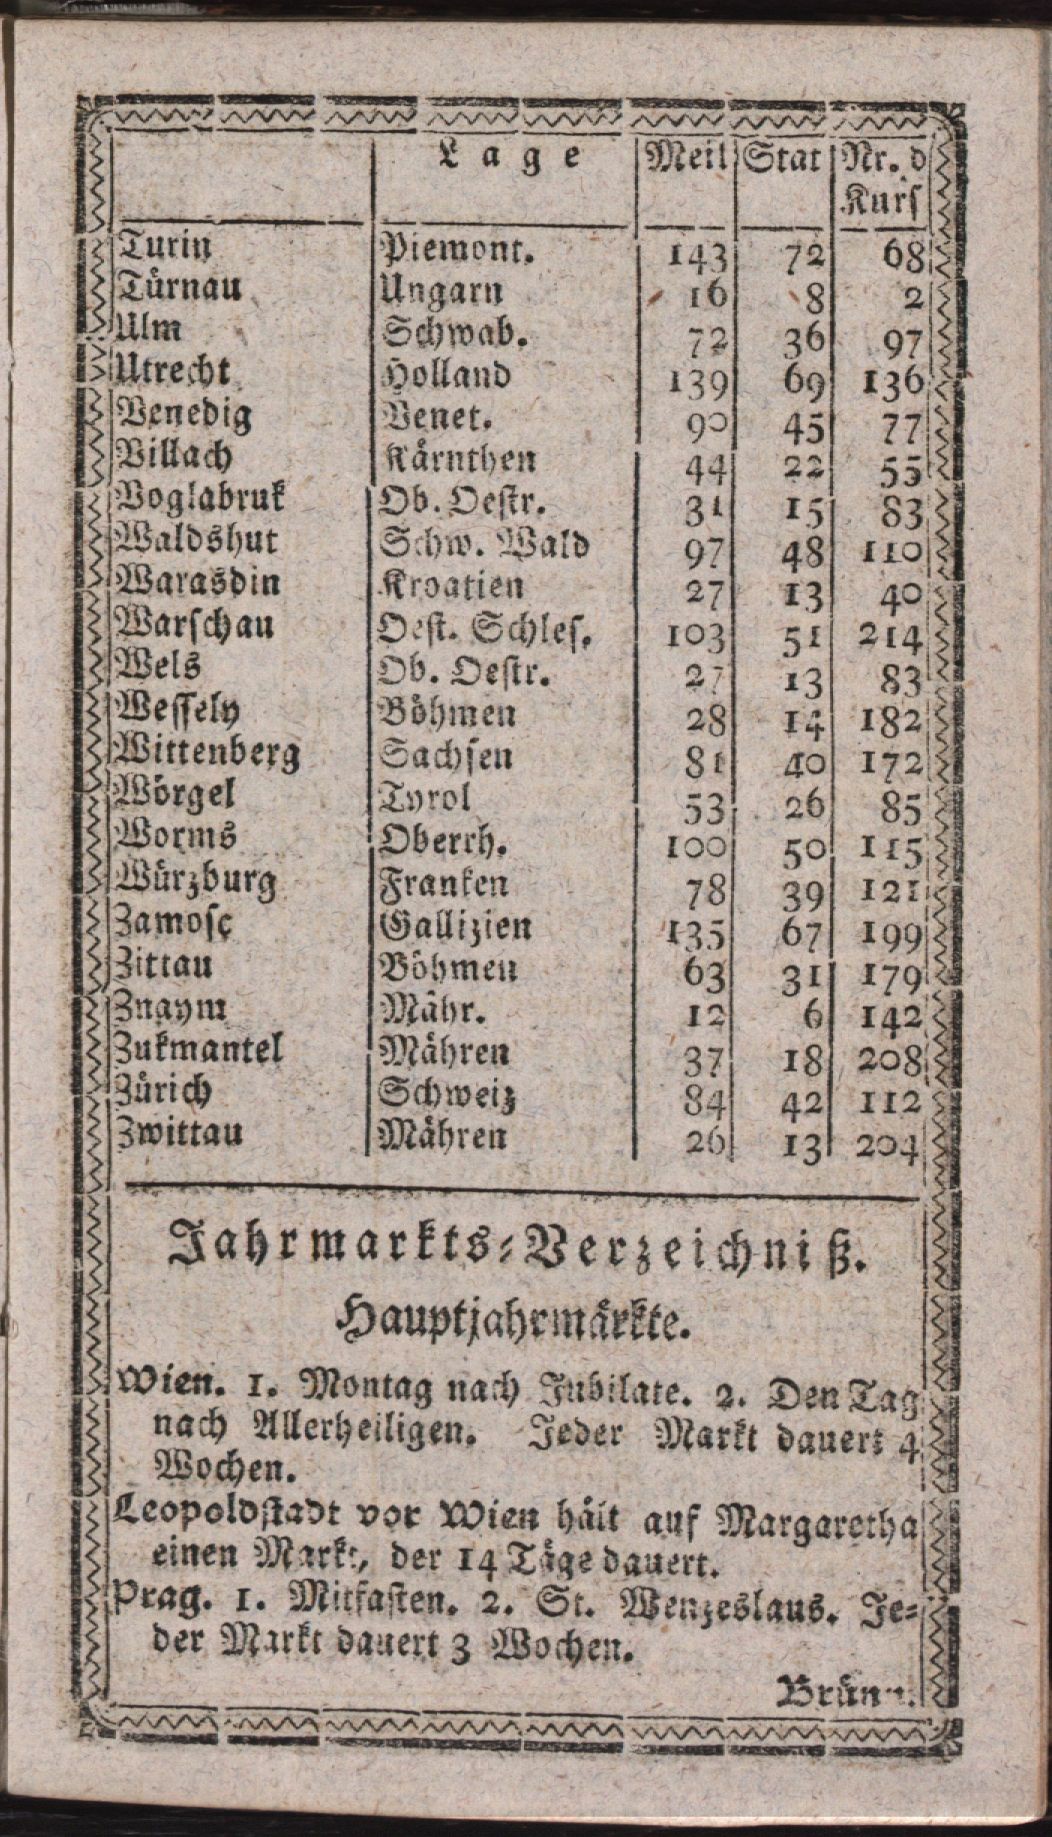 Lage Meil Stat Nr. d
Kurs
Turin Piemont. 143 72 68
Türnau Ungarn 16 8 2
Ulm Schwab. 72 36 97
Utrecht Holland 139 69 136
Venedig Venet. 90 45 77
Villach Kärnthen 44 22 55
Voglabruk Ob. Oestr. 31 15 83
Waldshut Schw. Wald 97 48 110
Warasdin Kroatien 27 13 40
Warschau Oest. Schles. 103 51 214
Wels Ob. Oestr. 27 13 83
Wessely Böhmen 28 14 182
Wittenberg Sachsen 81 40 172
Wörgel Tyrol 53 26 85
Worms Oberrh. 100 50 115
Würzburg Franken 78 39 121
Zamosc Gallizien 135 67 199
Zittau Böhmen 63 31 179
Znaym Mähr. 12 6 142
Zukmantel Mähren 37 18 208
Zürich Schweiz 84 42 112
Zwittau Mähren 26 13 204
Jahrmarkts-Verzeichniß.
Hauptjahrmärkte.
Wien. 1. Montag nach Jubilate. 2. Den Tag
nach Allerheiligen. Jeder Markt dauert 4
Wochen.
Leopoldstadt vor Wien hält auf Margaretha
einen Markt, der 14 Täge dauert.
Prag. 1. Mitfasten. 2. St. Wenzeslaus. Je-
der Markt dauert 3 Wochen.
Brünn.